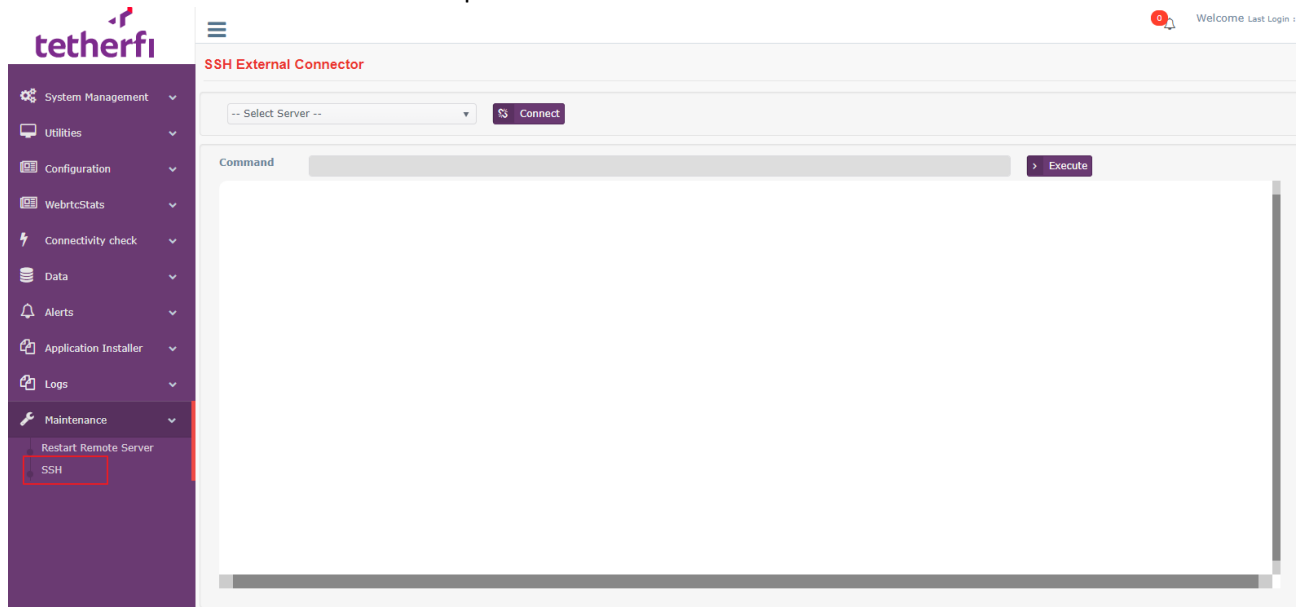 tetherfi
0
Welcome Last Login :
SSH External Connector
System Management
-- Select Server --
Connect
Utilities
Command
Execute
Configuration
WebrtcStats
Connectivity check
Data
Alerts
Application Installer
Logs
Maintenance
Restart Remote Server
SSH